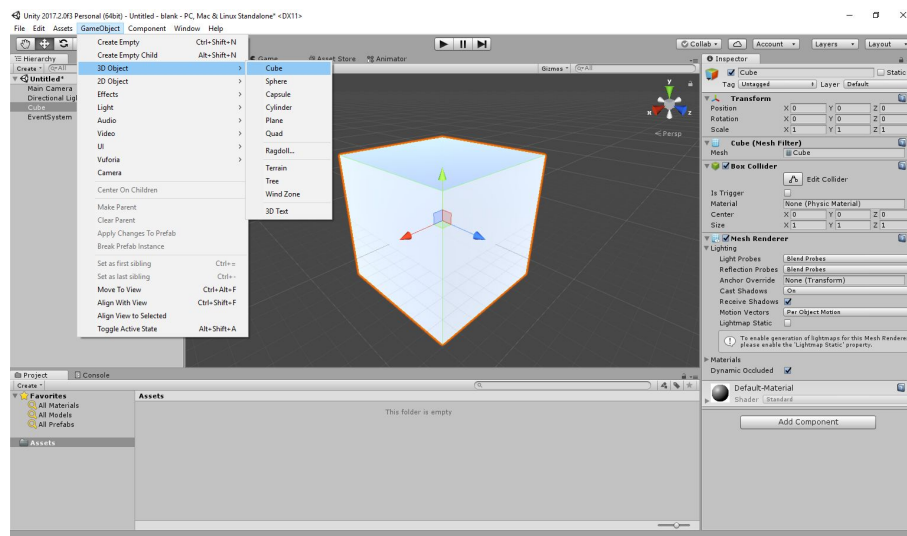 Unity 2017.2.0f3 Personal (64bit) - Untitled - blank - PC, Mac & Linux Standalone* <DX11>
File Edit Assets GameObject Component Window Help
Collab Account Layers Layout
Hierarchy
Create All
Untitled*
Main Camera
Directional Ligl
Cube
EventSystem
Create Empty Ctrl+Shift+N
Create Empty Child Alt+Shift+N
3D Object
2D Object
Effects
Light
Audio
Video
UI
Vuforia
Camera
Center On Children
Make Parent
Clear Parent
Apply Changes To Prefab
Break Prefab Instance
Set as first sibling Ctrl+=
Set as last sibling Ctrl+-
Move To View Ctrl+Alt+F
Align With View Ctrl+Shift+F
Align View to Selected
Toggle Active State Alt+Shift+A
Cube
Sphere
Capsule
Cylinder
Plane
Quad
Ragdoll...
Terrain
Tree
Wind Zone
3D Text
Game Asset Store Animator
Gizmos All
y
x z
Persp
Inspector
Cube Static
Tag Untagged Layer Default
Transform
Position X 0 Y 0 Z 0
Rotation X 0 Y 0 Z 0
Scale X 1 Y 1 Z 1
Cube (Mesh Filter)
Mesh Cube
Box Collider
Edit Collider
Is Trigger
Material None (Physic Material)
Center X 0 Y 0 Z 0
Size X 1 Y 1 Z 1
Mesh Renderer
Lighting
Light Probes Blend Probes
Reflection Probes Blend Probes
Anchor Override None (Transform)
Cast Shadows On
Receive Shadows
Motion Vectors Per Object Motion
Lightmap Static
To enable generation of lightmaps for this Mesh Rendere
please enable the 'Lightmap Static' property.
Materials
Dynamic Occluded
Default-Material
Shader Standard
Add Component
Project Console
Create
Favorites
All Materials
All Models
All Prefabs
Assets
Assets
This folder is empty